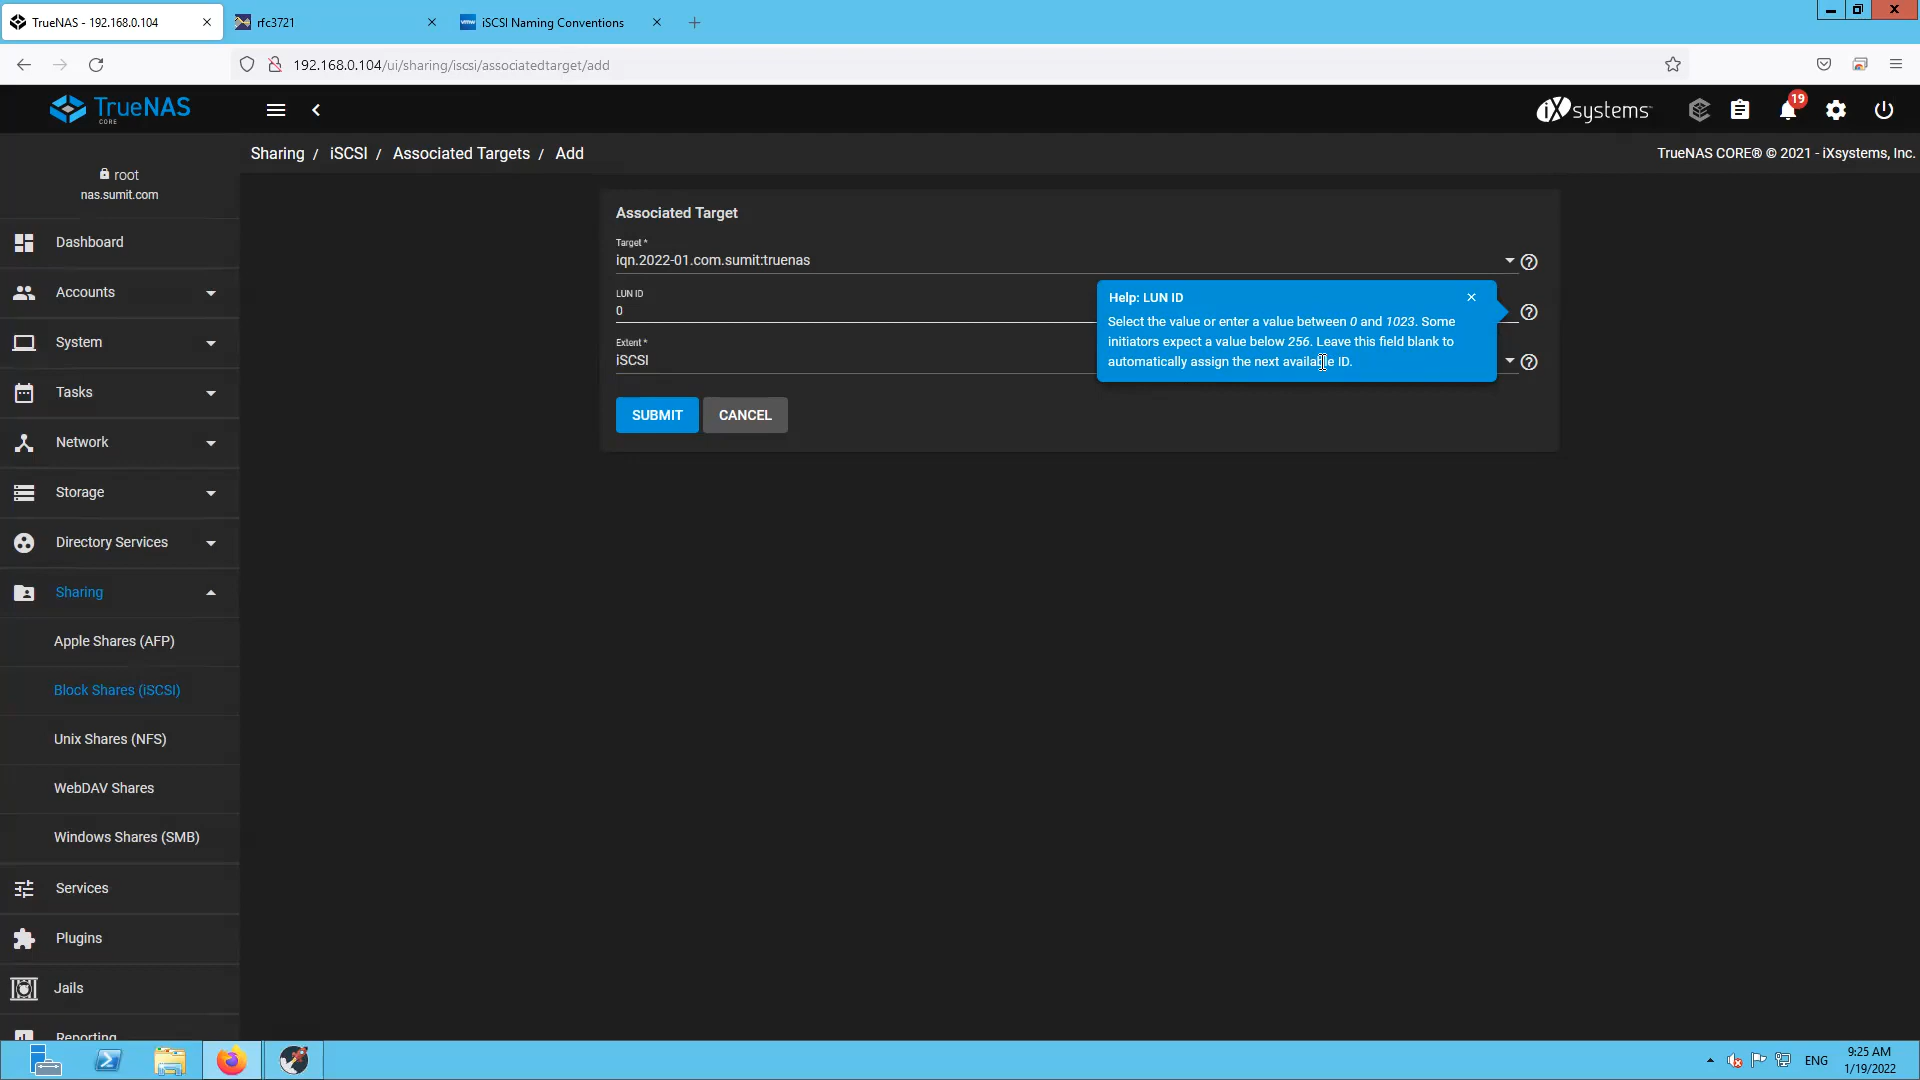 TrueNAS - 192.168.0.104
rfc3721
vmw
iSCSI Naming Conventions
192.168.0.104/ui/sharing/iscsi/associatedtarget/add
TrueNAS
CORE
iXsystems
19
Sharing / iSCSI / Associated Targets / Add
TrueNAS CORE® © 2021 - iXsystems, Inc.
root
nas.sumit.com
Dashboard
Accounts
System
Tasks
Network
Storage
Directory Services
Sharing
Apple Shares (AFP)
Block Shares (iSCSI)
Unix Shares (NFS)
WebDAV Shares
Windows Shares (SMB)
Services
Plugins
Jails
Reporting
Associated Target
Target *
iqn.2022-01.com.sumit:truenas
LUN ID
0
Extent *
iSCSI
SUBMIT
CANCEL
Help: LUN ID
Select the value or enter a value between 0 and 1023. Some
initiators expect a value below 256. Leave this field blank to
automatically assign the next available ID.
ENG
9:25 AM
1/19/2022